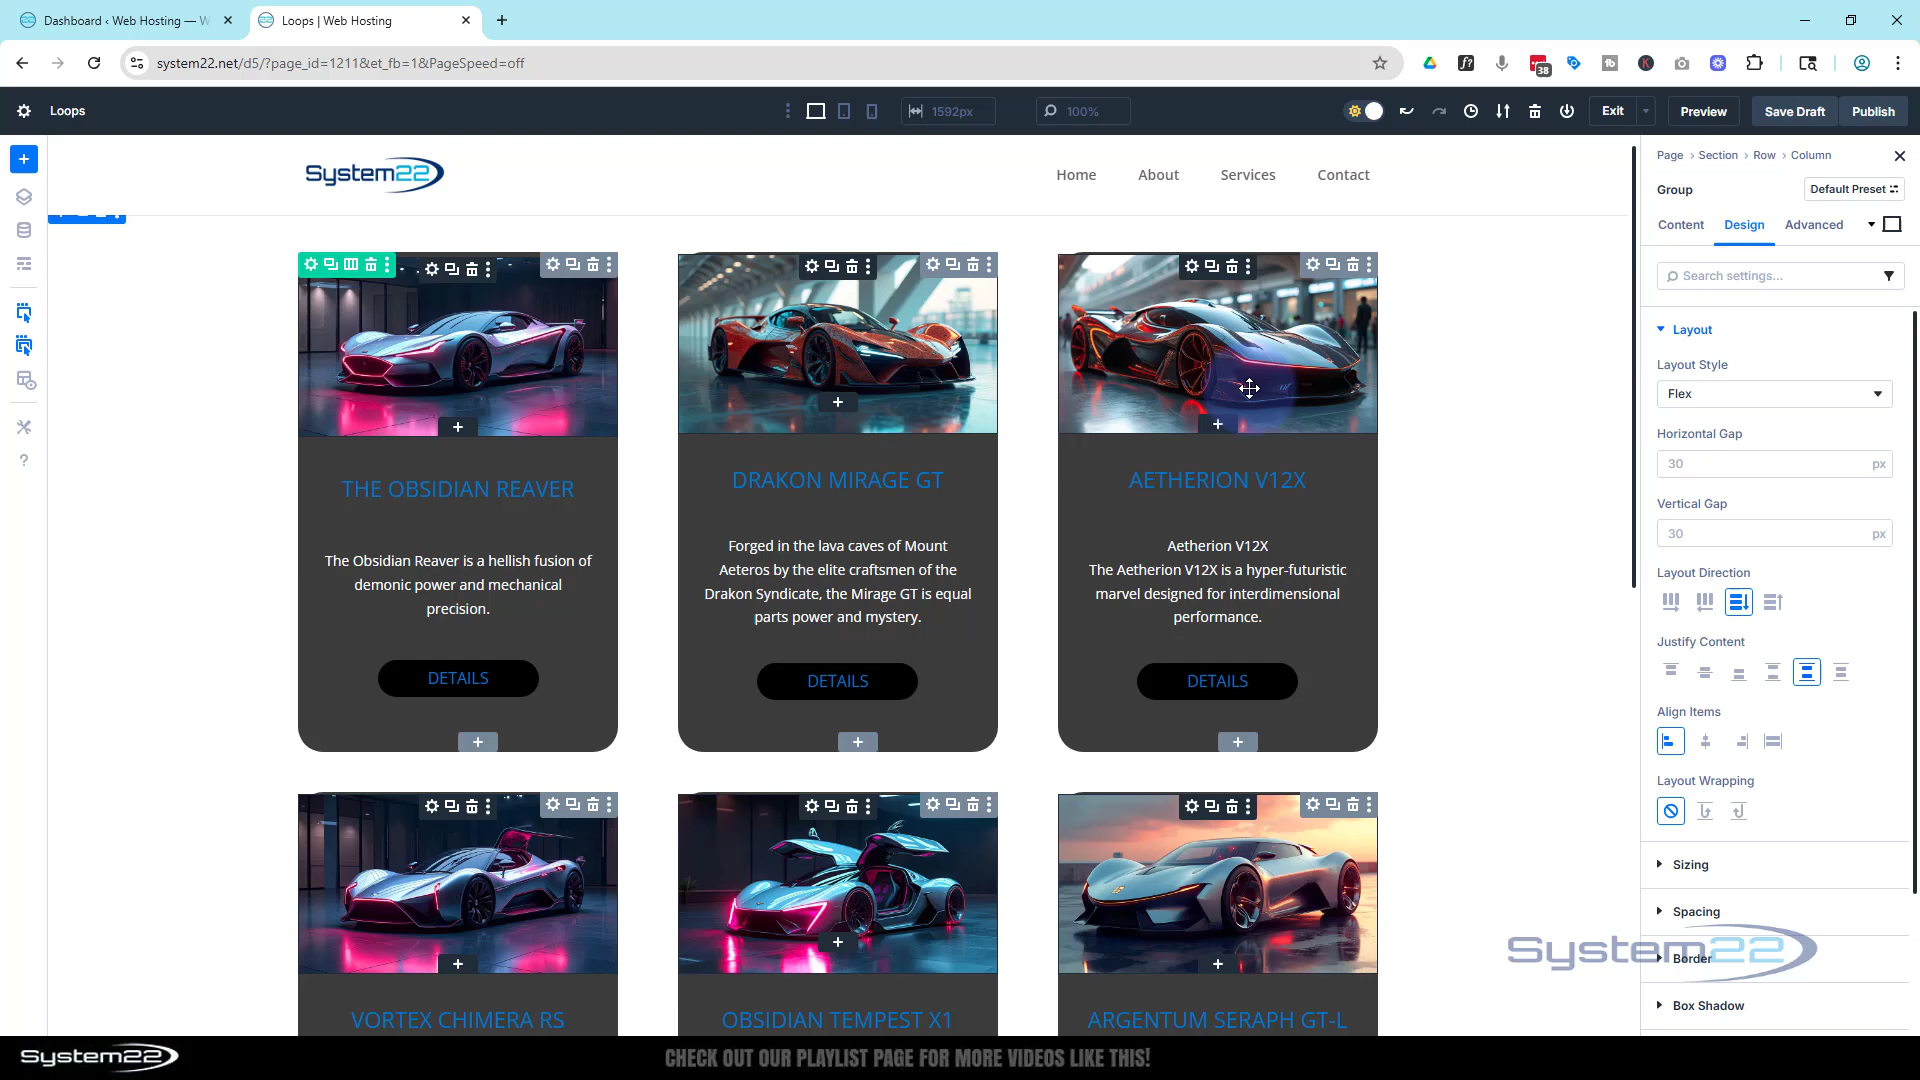 Dashboard ‹ Web Hosting — W
Loops | Web Hosting
system22.net/d5/?page_id=1211&et_fb=1&PageSpeed=off
38
Loops
1592px
100%
Exit
Preview
Save Draft
Publish
System22
Home
About
Services
Contact
Page › Section › Row › Column
Group
Default Preset
Content
Design
Advanced
Search settings...
Layout
Layout Style
Flex
Horizontal Gap
30 px
Vertical Gap
30 px
Layout Direction
Justify Content
Align Items
Layout Wrapping
Sizing
Spacing
Border
Box Shadow
THE OBSIDIAN REAVER
The Obsidian Reaver is a hellish fusion of
demonic power and mechanical
precision.
DETAILS
DRAKON MIRAGE GT
Forged in the lava caves of Mount
Aeteros by the elite craftsmen of the
Drakon Syndicate, the Mirage GT is equal
parts power and mystery.
DETAILS
AETHERION V12X
Aetherion V12X
The Aetherion V12X is a hyper-futuristic
marvel designed for interdimensional
performance.
DETAILS
VORTEX CHIMERA RS
OBSIDIAN TEMPEST X1
ARGENTUM SERAPH GT-L
System22
System22
CHECK OUT OUR PLAYLIST PAGE FOR MORE VIDEOS LIKE THIS!